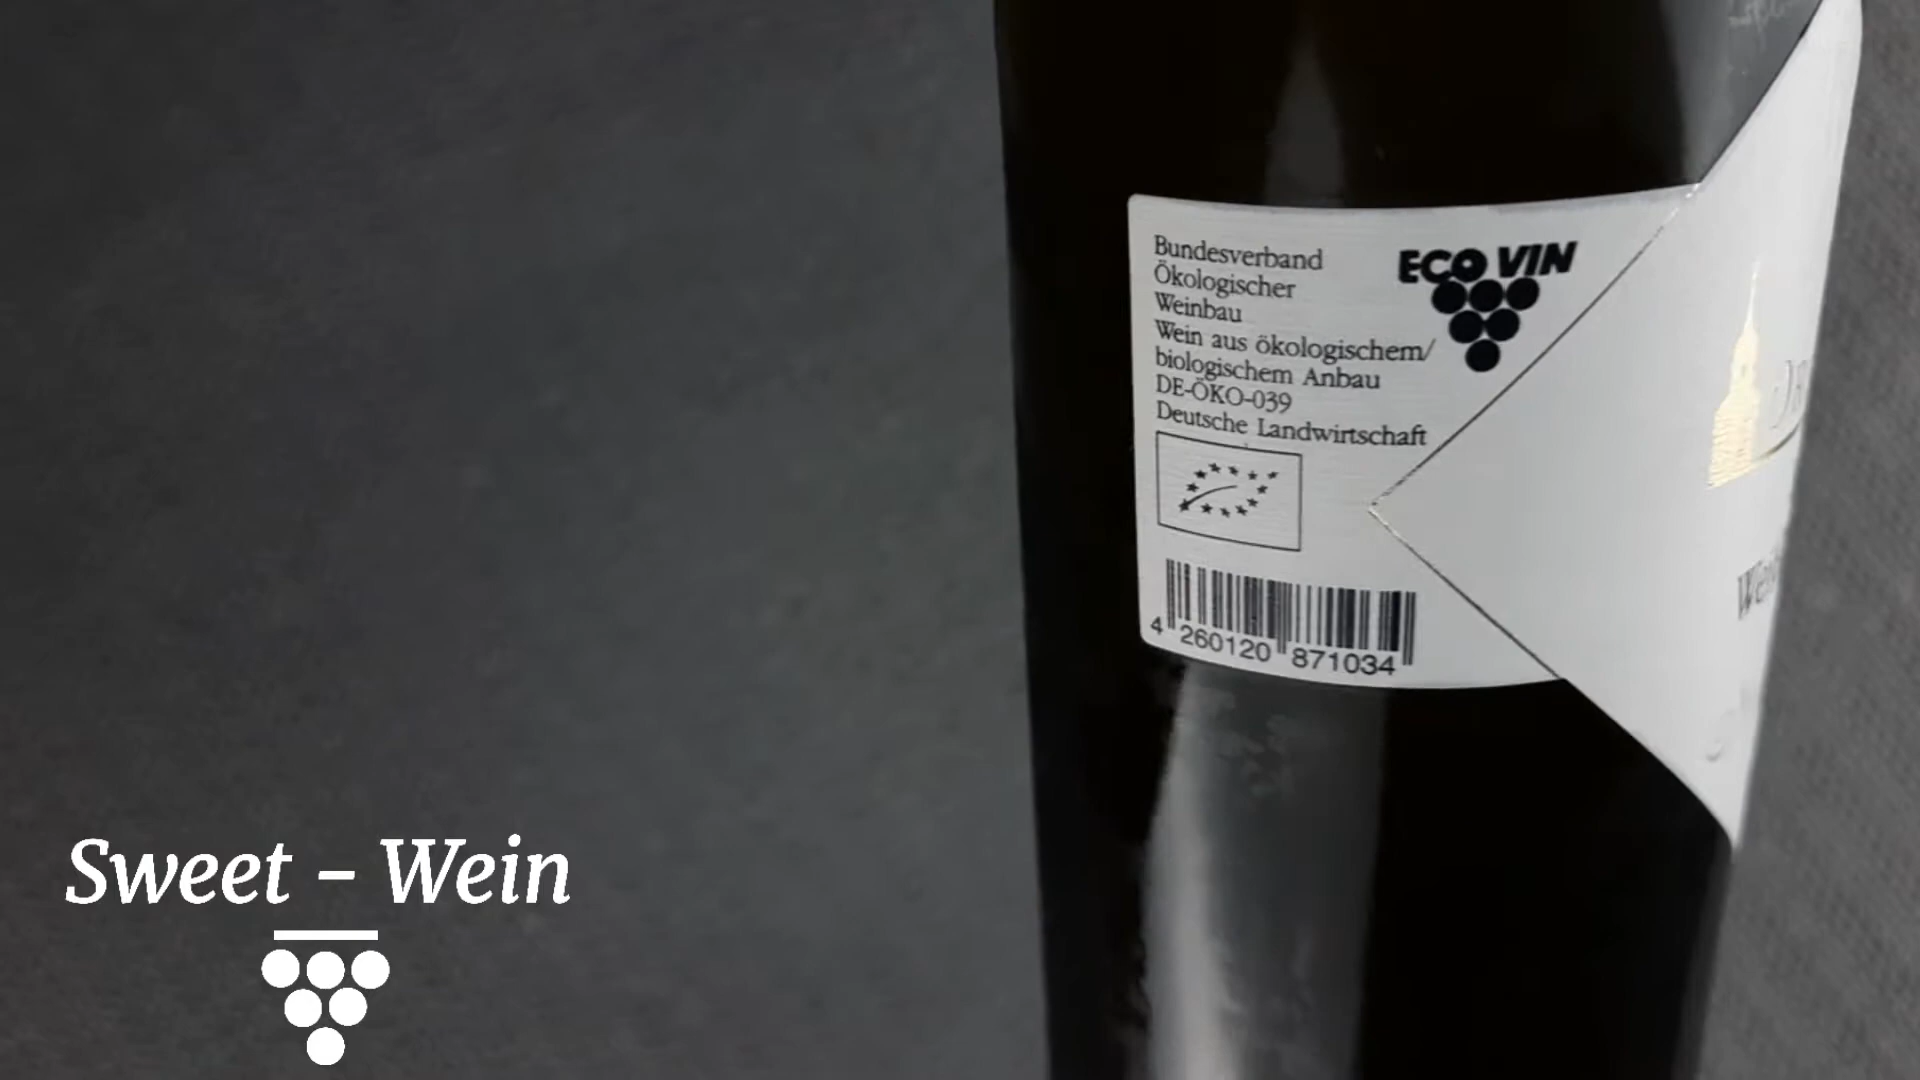 Bundesverband
Ökologischer
Weinbau
Wein aus ökologischem/
biologischem Anbau
DE-ÖKO-039
Deutsche Landwirtschaft
ECO VIN
4 260120 871034
Sweet - Wein